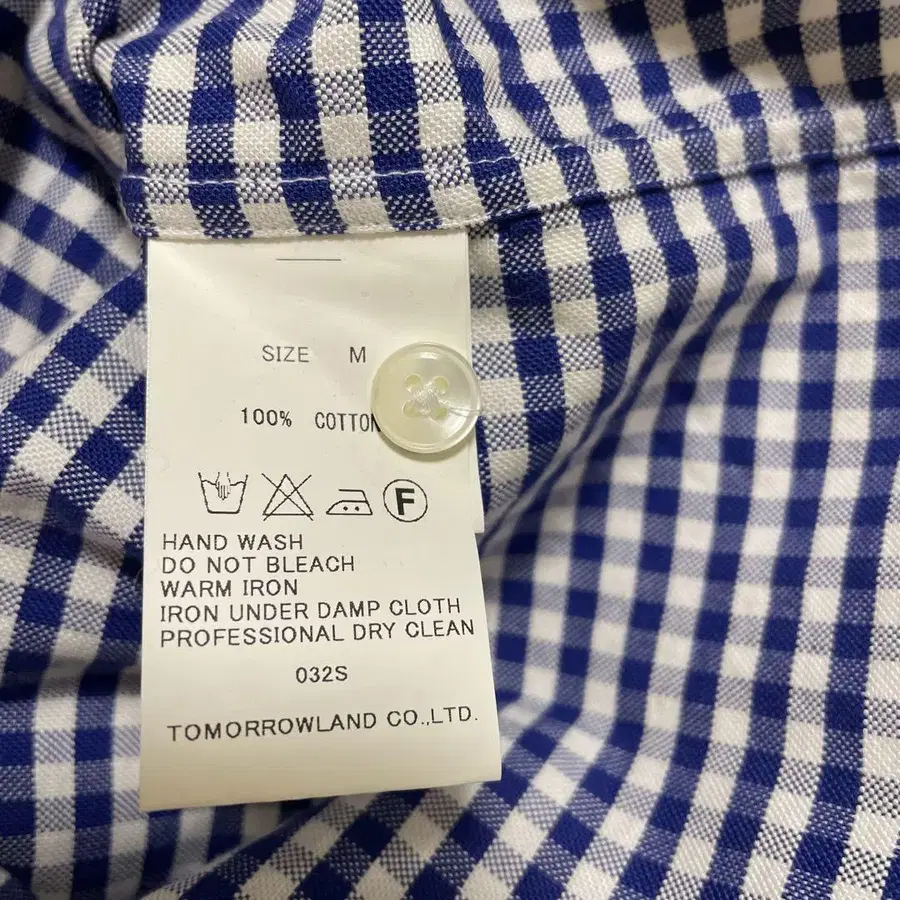 SIZE M
100% COTTON
F
HAND WASH
DO NOT BLEACH
WARM IRON
IRON UNDER DAMP CLOTH
PROFESSIONAL DRY CLEAN
032S
TOMORROWLAND CO.,LTD.